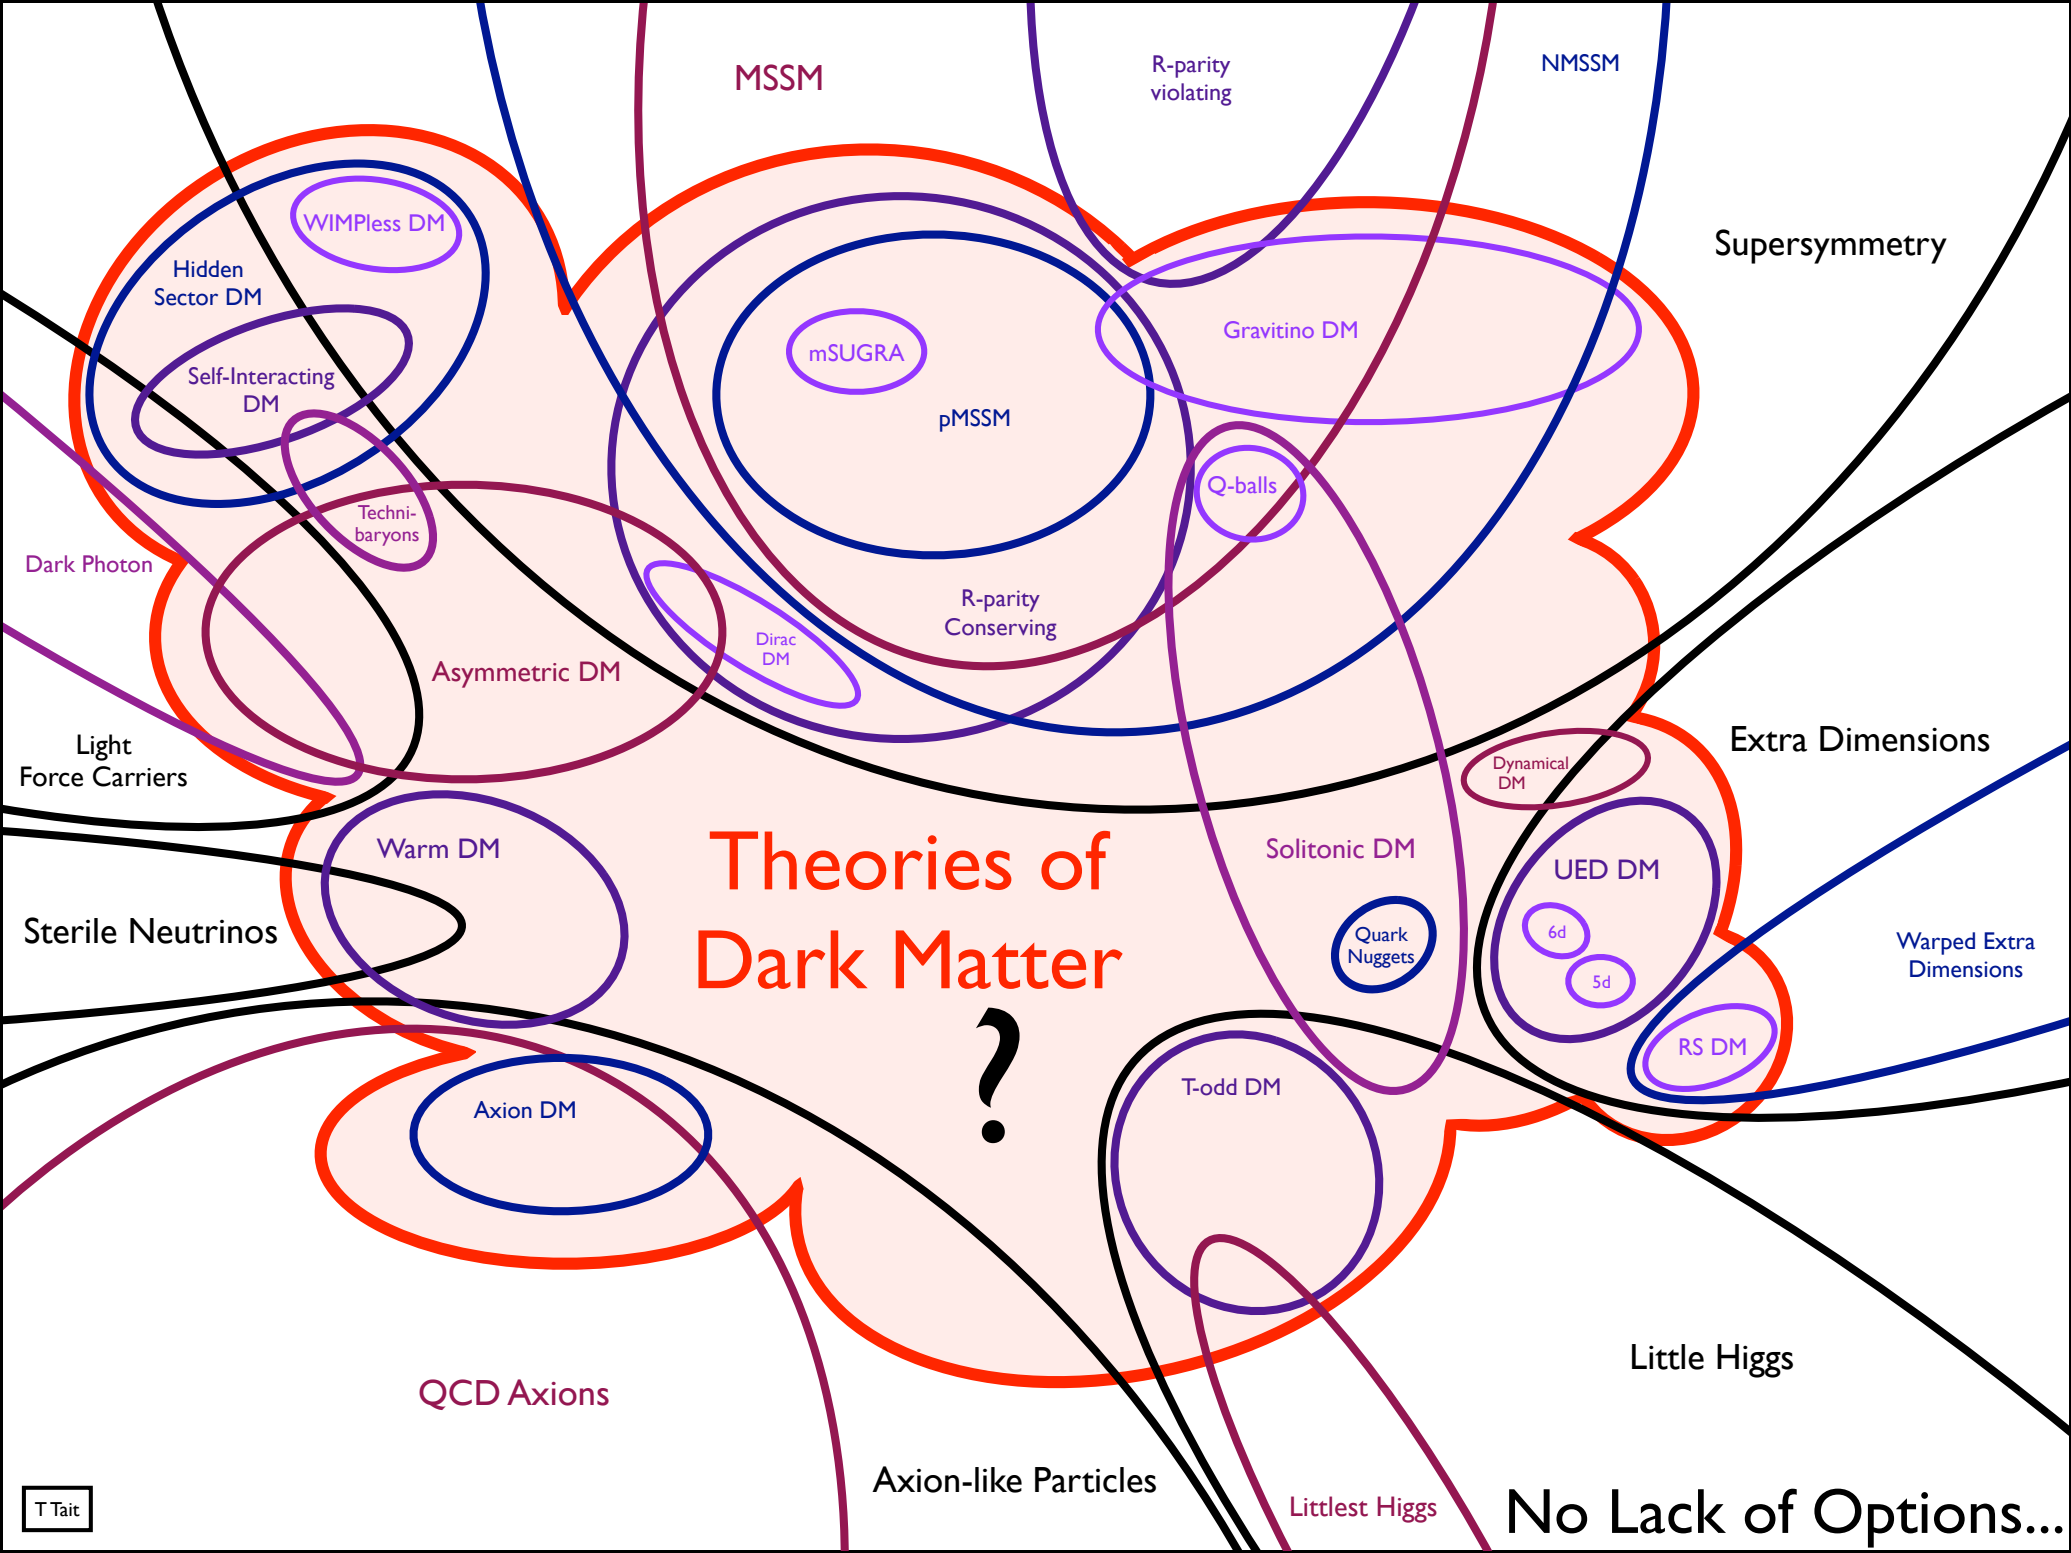 MSSM
R-parity
violating
NMSSM
Supersymmetry
WIMPless DM
Hidden
Sector DM
Self-Interacting
DM
mSUGRA
pMSSM
Gravitino DM
Q-balls
Techni-
baryons
Dark Photon
R-parity
Conserving
Dirac
DM
Asymmetric DM
Light
Force Carriers
Extra Dimensions
Dynamical
DM
Warm DM
Theories of
Dark Matter
?
Solitonic DM
UED DM
6d
5d
Quark
Nuggets
Sterile Neutrinos
Warped Extra
Dimensions
RS DM
T-odd DM
Axion DM
Little Higgs
QCD Axions
Axion-like Particles
Littlest Higgs
No Lack of Options...
T Tait